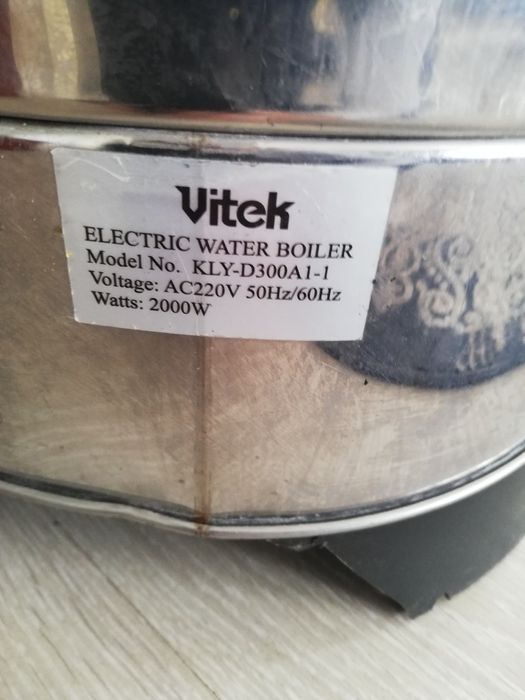 Vitek
ELECTRIC WATER BOILER
Model No. KLY-D300A1-1
Voltage: AC220V 50Hz/60Hz
Watts: 2000W